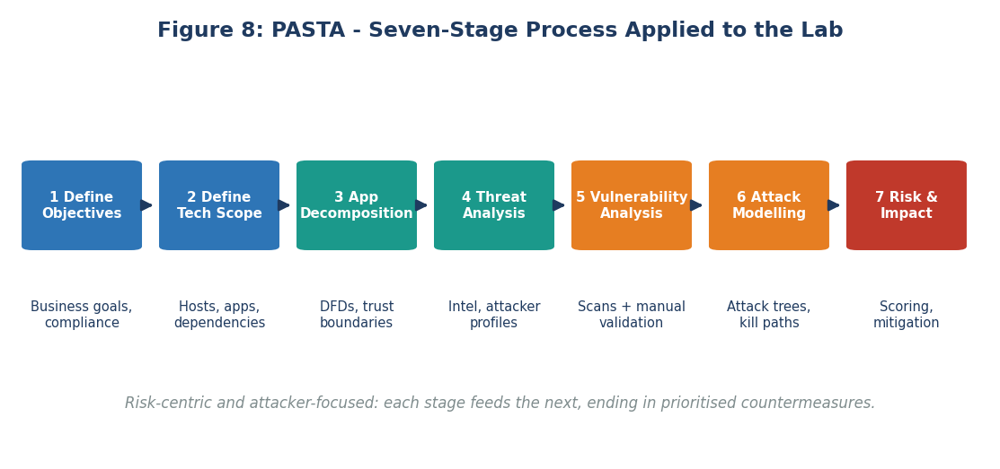 Figure 8: PASTA - Seven-Stage Process Applied to the Lab
1 Define
Objectives
2 Define
Tech Scope
3 App
Decomposition
4 Threat
Analysis
5 Vulnerability
Analysis
6 Attack
Modelling
7 Risk &
Impact
Business goals,
compliance
Hosts, apps,
dependencies
DFDs, trust
boundaries
Intel, attacker
profiles
Scans + manual
validation
Attack trees,
kill paths
Scoring,
mitigation
Risk-centric and attacker-focused: each stage feeds the next, ending in prioritised countermeasures.